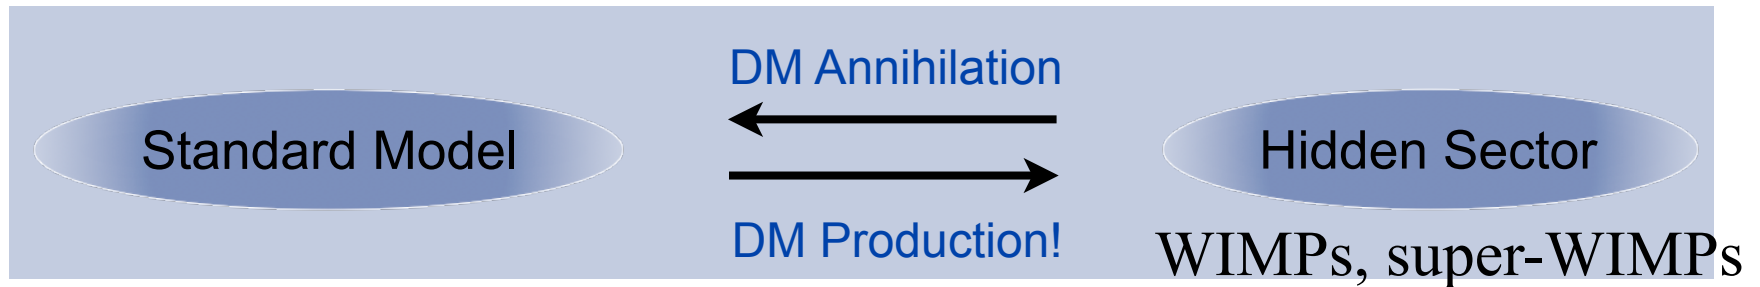 DM Annihilation
Standard Model
Hidden Sector
DM Production!
WIMPs, super-WIMPs